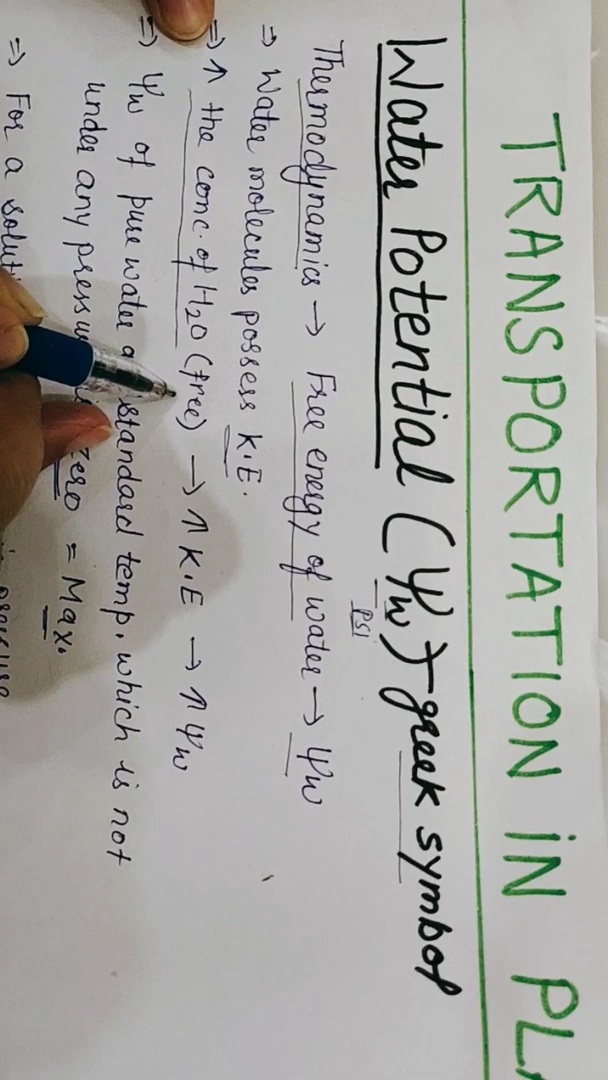 TRANSPORTATION IN PL
Water Potential (Ψw) - greek symbol
Psi
Thermodynamics → Free energy of water → Ψw
⇒ Water molecules possess K.E.
⇒ ↑ the conc. of H2O (free) → ↑ K.E → ↑ Ψw
⇒ Ψw of pure water standard temp. which is not
under any zero = Max.
⇒ For a